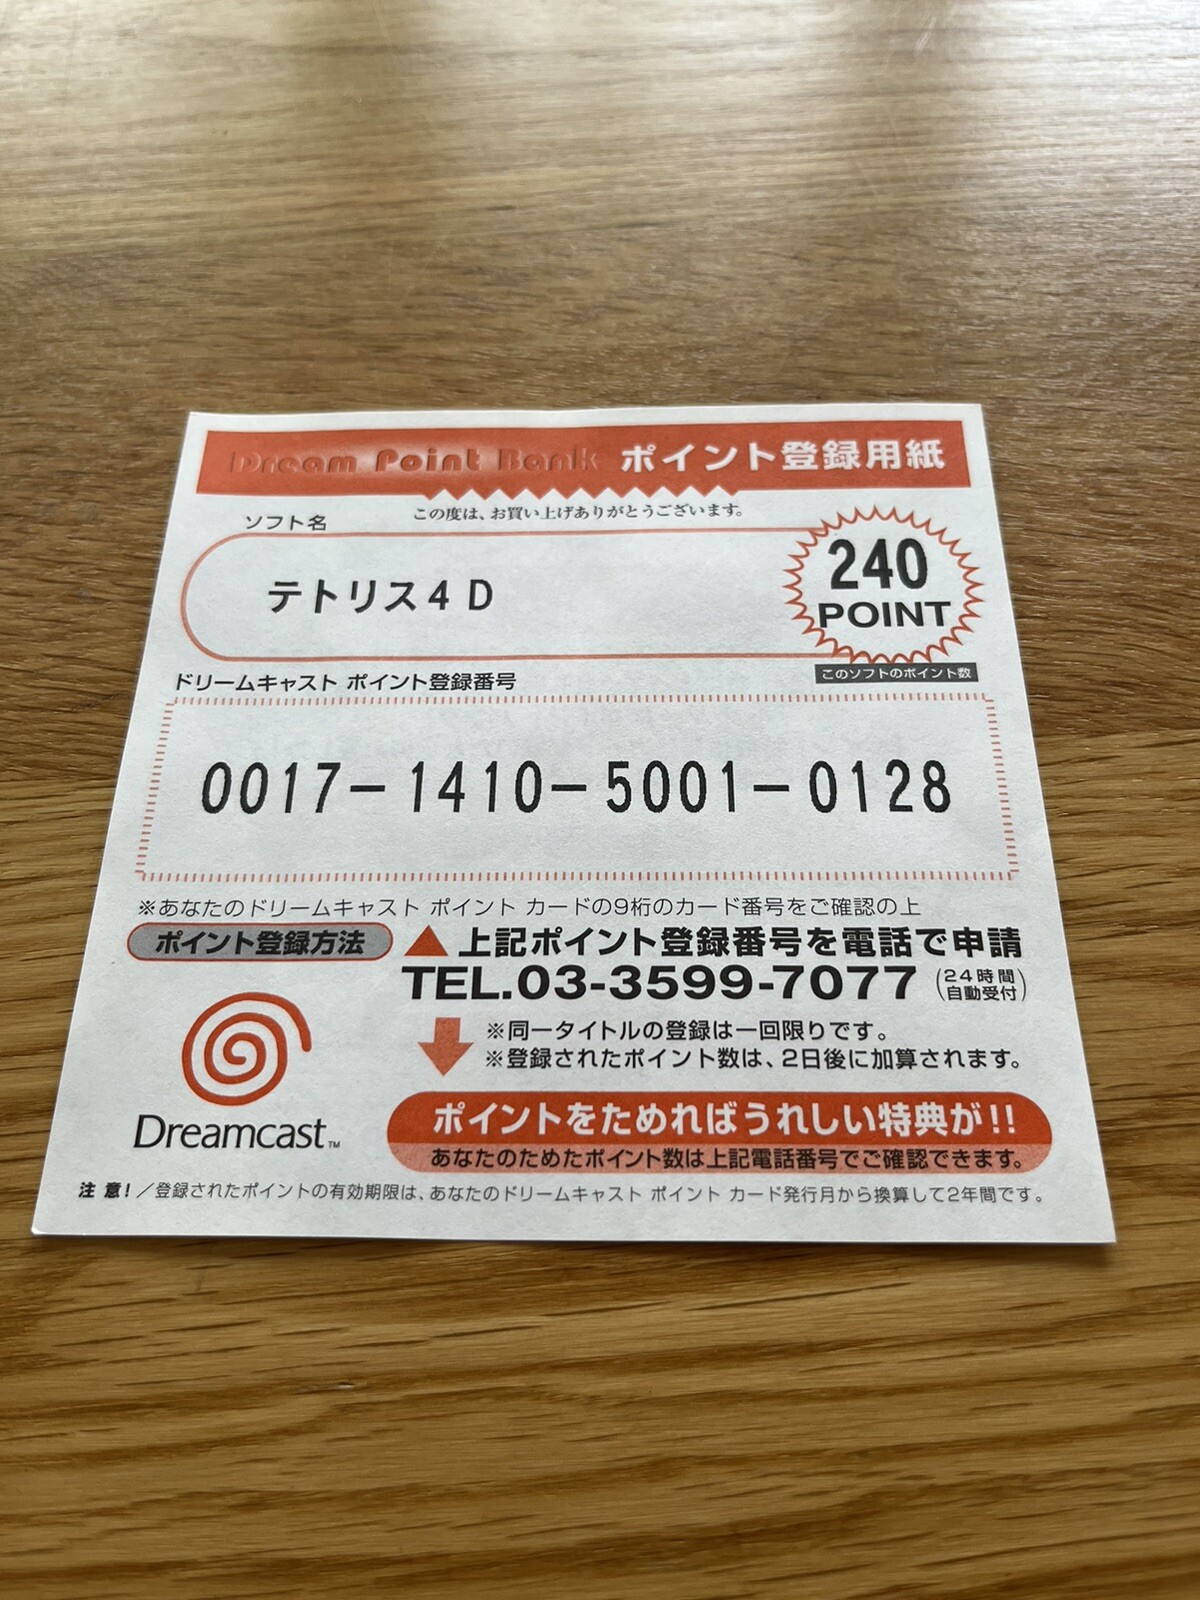 Dream Point Bank ポイント登録用紙
この度は、お買い上げありがとうございます。
ソフト名
テトリス4D
240
POINT
このソフトのポイント数
ドリームキャスト ポイント登録番号
0017-1410-5001-0128
※あなたのドリームキャスト ポイント カードの9桁のカード番号をご確認の上
ポイント登録方法
▲上記ポイント登録番号を電話で申請
TEL.03-3599-7077 (24時間自動受付)
※同一タイトルの登録は一回限りです。
※登録されたポイント数は、2日後に加算されます。
Dreamcast™
ポイントをためればうれしい特典が!!
あなたのためたポイント数は上記電話番号でご確認できます。
注意!/登録されたポイントの有効期限は、あなたのドリームキャスト ポイント カード発行月から換算して2年間です。